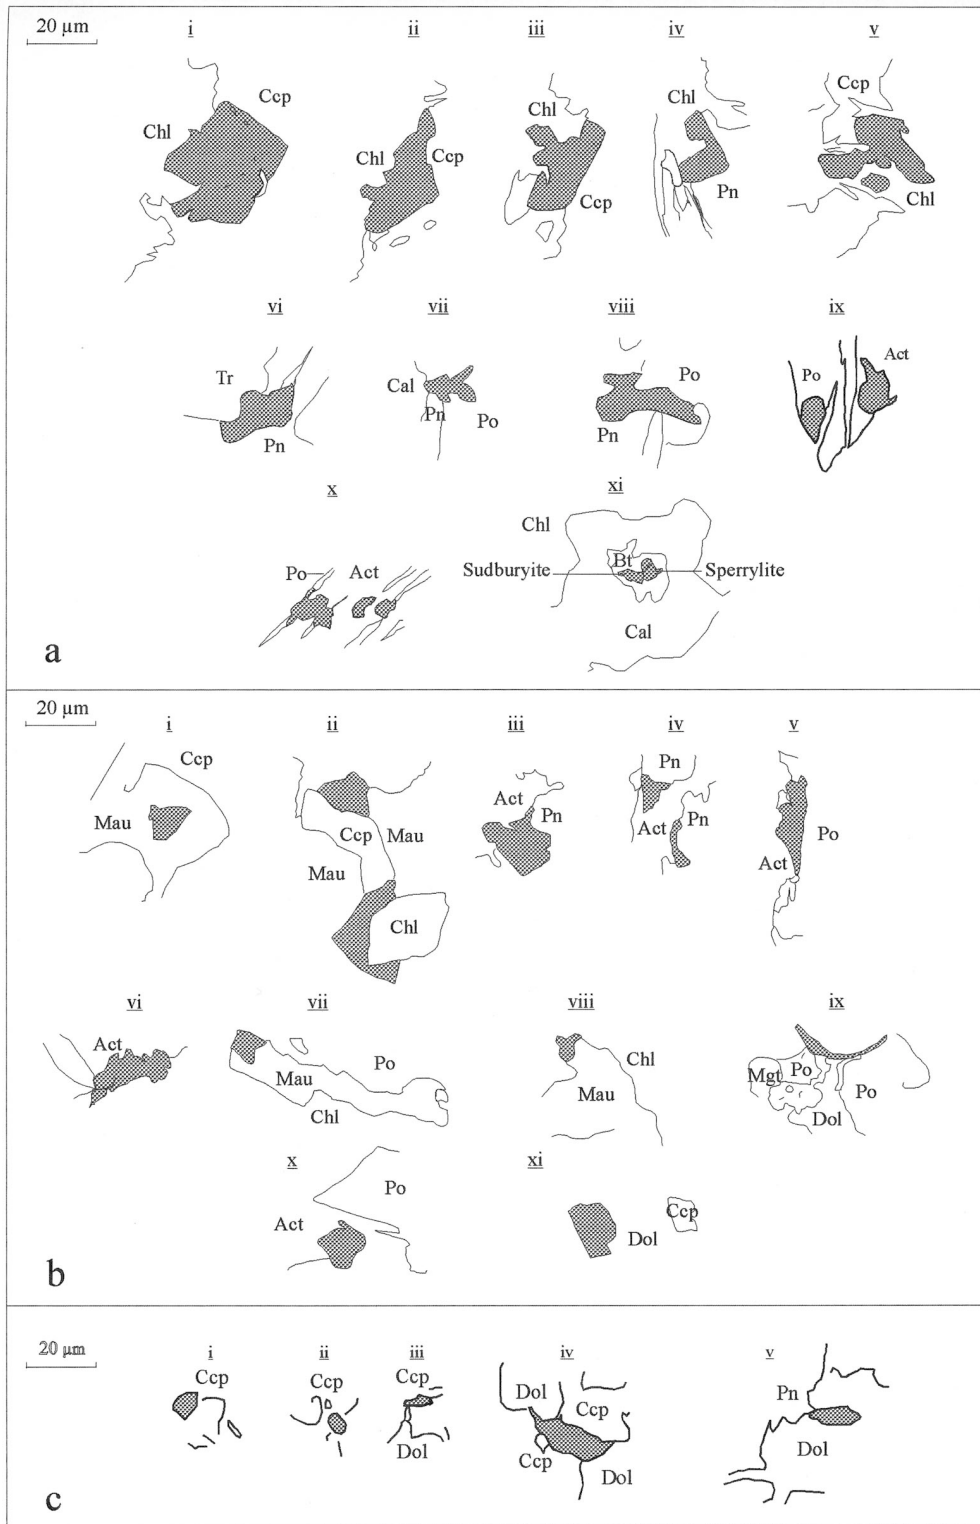 20 µm
i
ii
iii
iv
v
Ccp
Chl
Chl
Ccp
Chl
Ccp
Chl
Pn
Ccp
Chl
vi
vii
viii
ix
Tr
Pn
Cal
Pn
Po
Po
Pn
Po
Act
x
xi
Po
Act
Chl
Bt
Sudburyite
Sperrylite
Cal
a
20 µm
i
ii
iii
iv
v
Ccp
Mau
Ccp
Mau
Mau
Chl
Act
Pn
Pn
Act
Pn
Po
Act
vi
vii
viii
ix
Act
Po
Mau
Chl
Chl
Mau
Mgt
Po
Po
Dol
x
xi
Po
Act
Dol
Ccp
b
20 µm
i
ii
iii
iv
v
Ccp
Ccp
Ccp
Dol
Dol
Ccp
Ccp
Dol
Pn
Dol
c